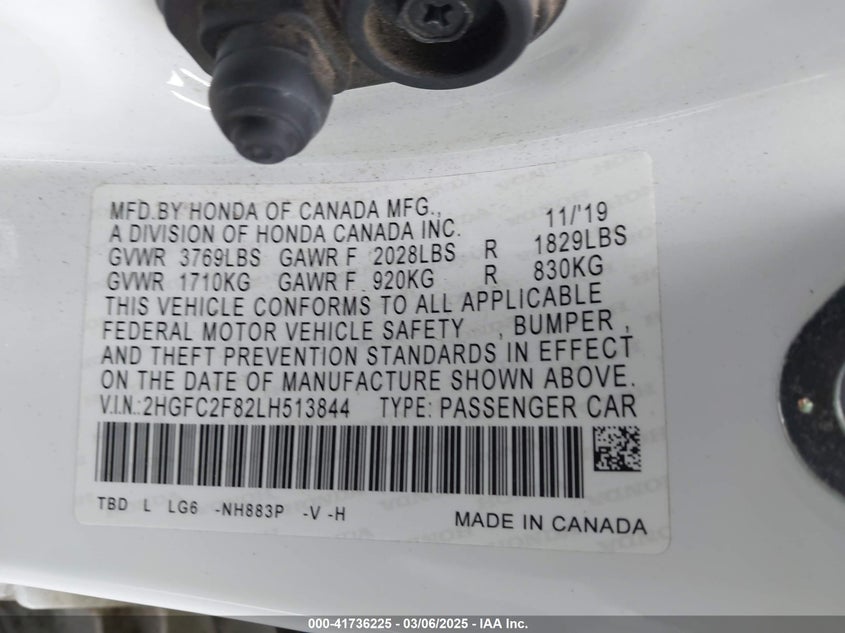 MFD.BY HONDA OF CANADA MFG., 11/'19
A DIVISION OF HONDA CANADA INC.
GVWR 3769LBS GAWR F 2028LBS R 1829LBS
GVWR 1710KG GAWR F 920KG R 830KG
THIS VEHICLE CONFORMS TO ALL APPLICABLE
FEDERAL MOTOR VEHICLE SAFETY , BUMPER ,
AND THEFT PREVENTION STANDARDS IN EFFECT
ON THE DATE OF MANUFACTURE SHOWN ABOVE.
V.I.N.:2HGFC2F82LH513844 TYPE: PASSENGER CAR
TBD L LG6 -NH883P -V -H
MADE IN CANADA
000-41736225 - 03/06/2025 - IAA Inc.